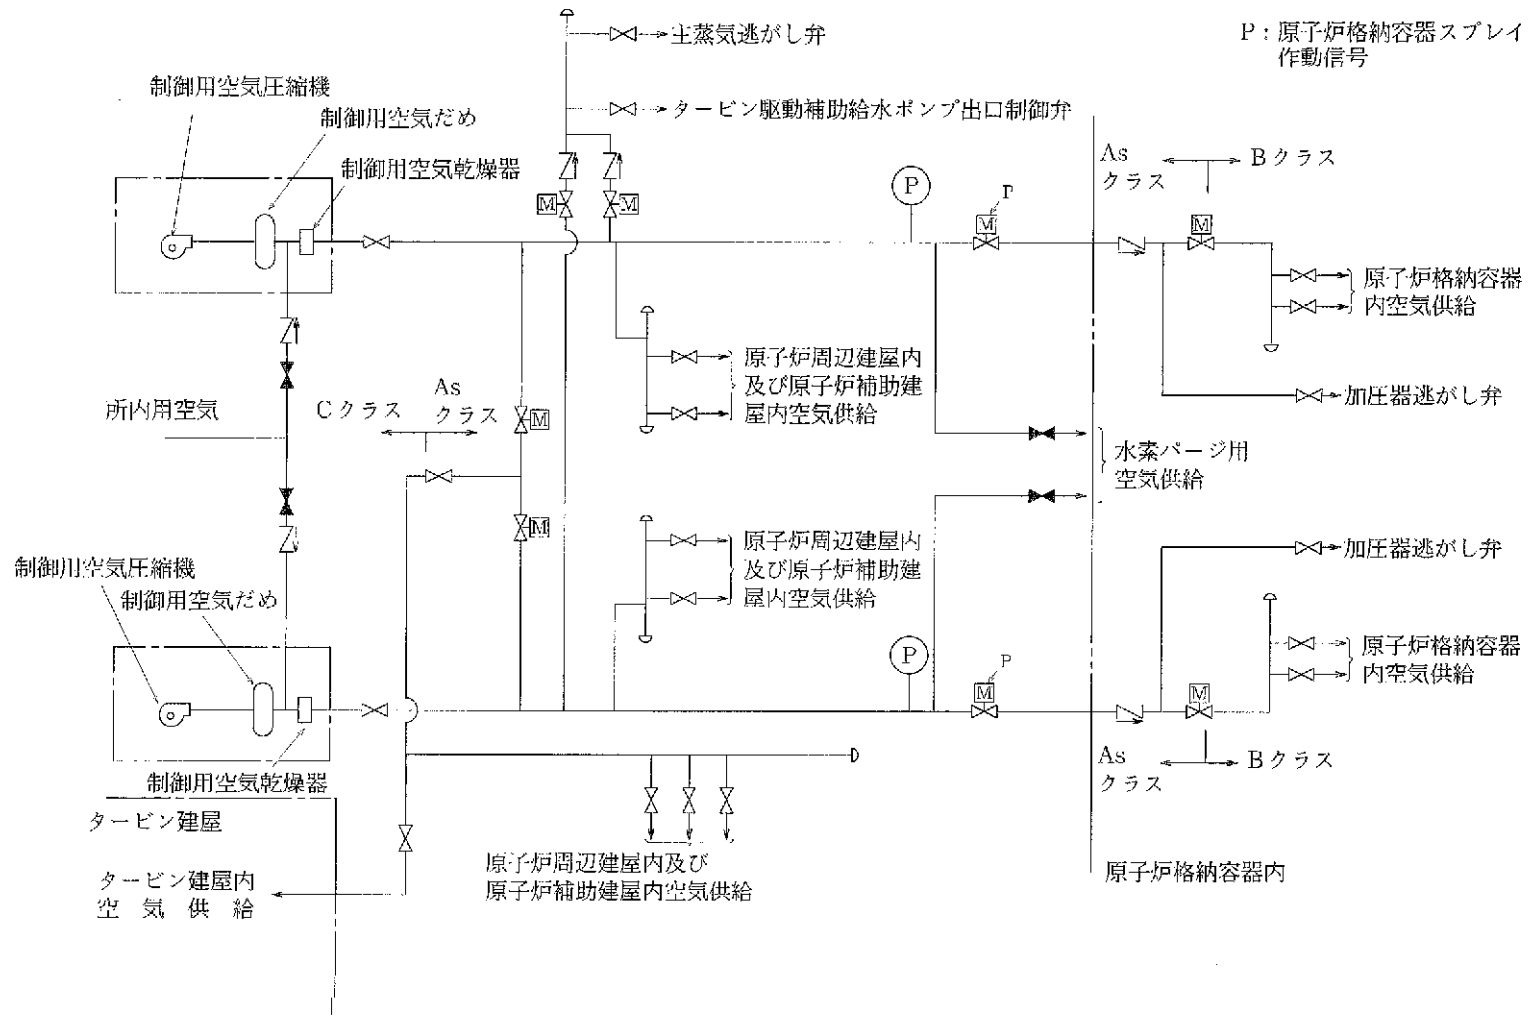 主蒸気逃がし弁
P：原子炉格納容器スプレイ
作動信号
制御用空気圧縮機
制御用空気だめ
タービン駆動補助給水ポンプ出口制御弁
制御用空気乾燥器
As
クラス
Bクラス
P
P
M
M
M
M
原子炉格納容器
内空気供給
原子炉周辺建屋内
及び原子炉補助建
屋内空気供給
加圧器逃がし弁
所内用空気
Cクラス
As
クラス
M
水素パージ用
空気供給
M
原子炉周辺建屋内
及び原子炉補助建
屋内空気供給
加圧器逃がし弁
制御用空気圧縮機
制御用空気だめ
P
P
M
M
原子炉格納容器
内空気供給
As
クラス
Bクラス
制御用空気乾燥器
タービン建屋
原子炉周辺建屋内及び
原子炉補助建屋内空気供給
原子炉格納容器内
タービン建屋内
空気供給